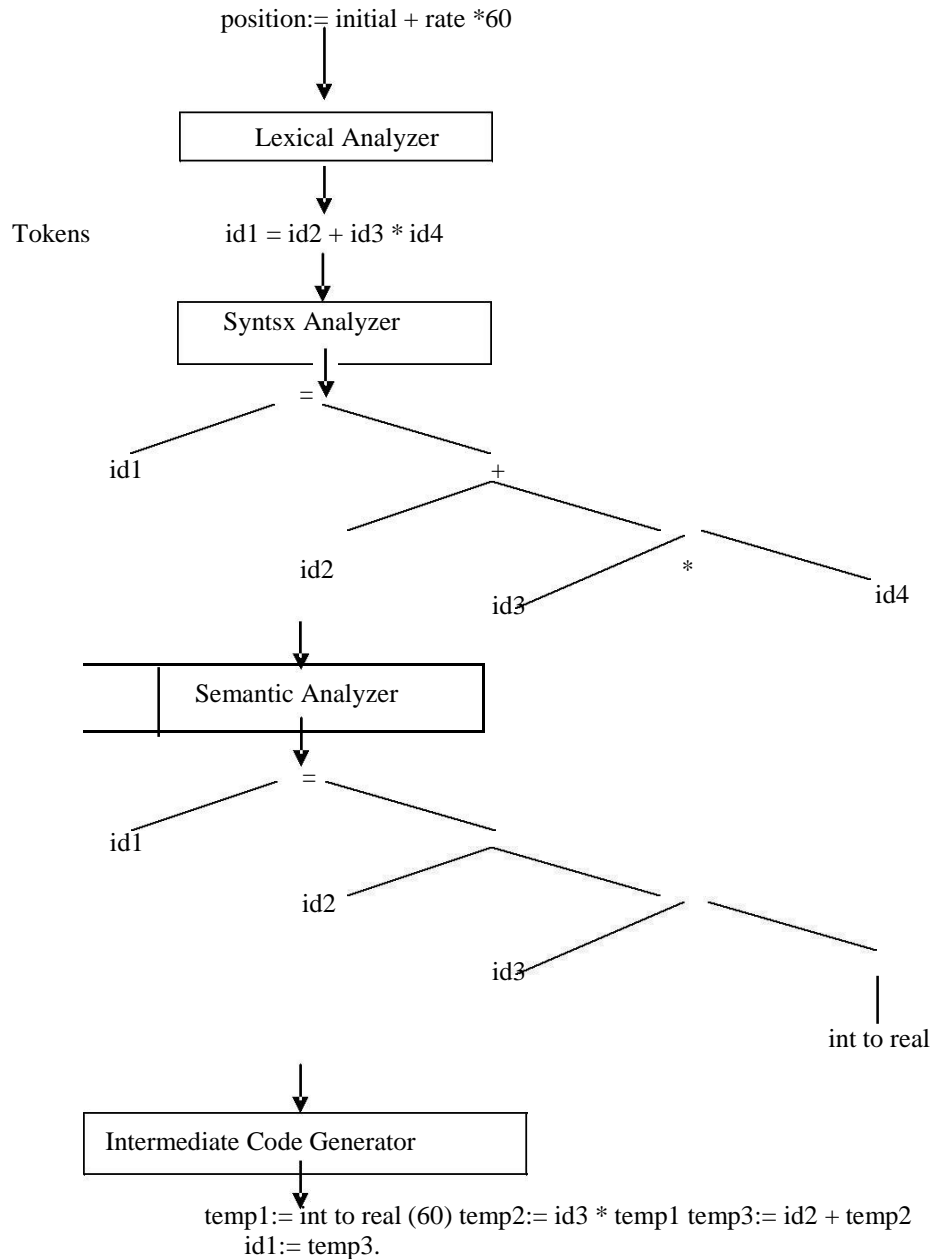 position:= initial + rate *60
Lexical Analyzer
Tokens id1 = id2 + id3 * id4
Syntsx Analyzer
=
id1
+
id2
*
id3
id4
Semantic Analyzer
=
id1
id2
id3
int to real
Intermediate Code Generator
temp1:= int to real (60) temp2:= id3 * temp1 temp3:= id2 + temp2
id1:= temp3.